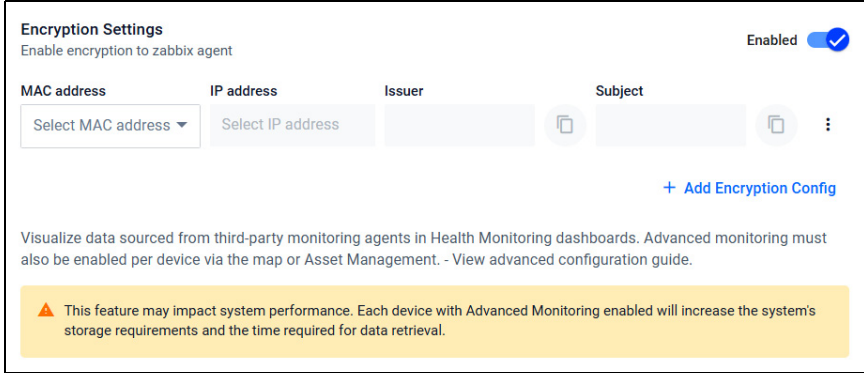 Encryption Settings
Enable encryption to zabbix agent
Enabled
MAC address
IP address
Issuer
Subject
Select MAC address
Select IP address
+ Add Encryption Config
Visualize data sourced from third-party monitoring agents in Health Monitoring dashboards. Advanced monitoring must
also be enabled per device via the map or Asset Management. - View advanced configuration guide.
This feature may impact system performance. Each device with Advanced Monitoring enabled will increase the system's
storage requirements and the time required for data retrieval.